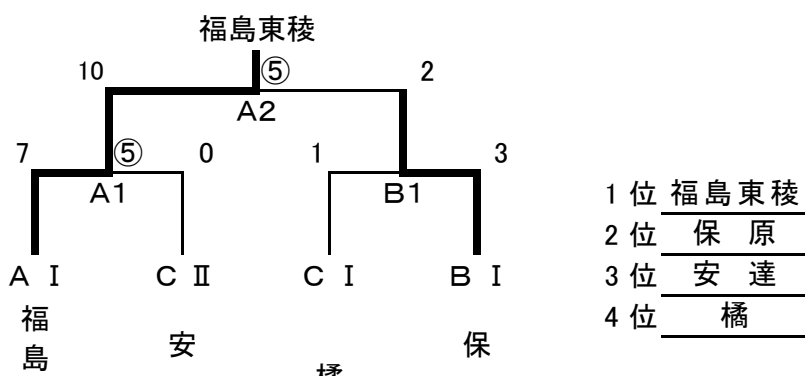 福島東稜
10 ⑤ 2
A2
7 ⑤ 0 1 3
A1 B1
A Ⅰ C Ⅱ C Ⅰ B Ⅰ
福島 安 橘 保
1 位 福島東稜
2 位 保 原
3 位 安 達
4 位 橘